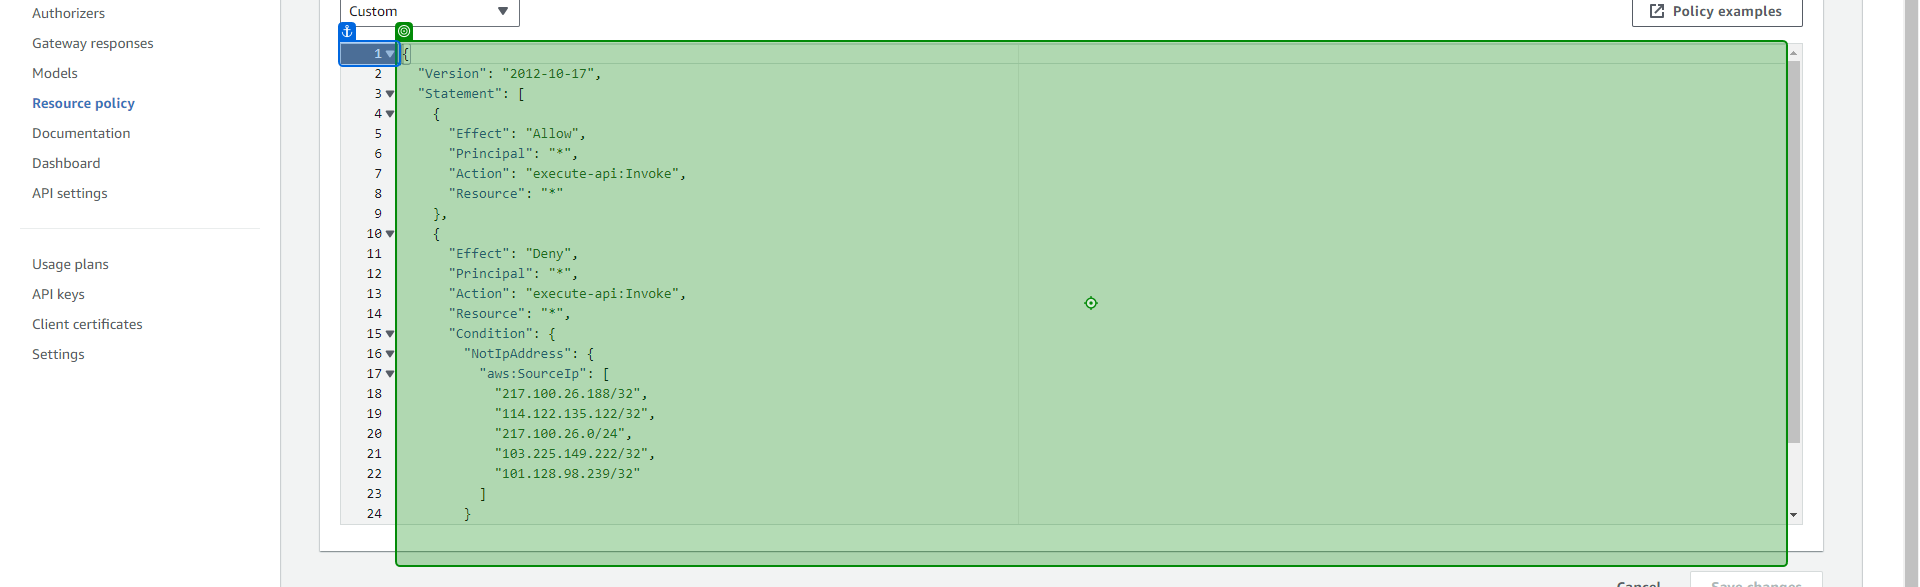 Authorizers
Gateway responses
Models
Resource policy
Documentation
Dashboard
API settings
Usage plans
API keys
Client certificates
Settings
Custom
Policy examples
1 {
2 "Version": "2012-10-17",
3 "Statement": [
4 {
5 "Effect": "Allow",
6 "Principal": "*",
7 "Action": "execute-api:Invoke",
8 "Resource": "*"
9 },
10 {
11 "Effect": "Deny",
12 "Principal": "*",
13 "Action": "execute-api:Invoke",
14 "Resource": "*",
15 "Condition": {
16 "NotIpAddress": {
17 "aws:SourceIp": [
18 "217.100.26.188/32",
19 "114.122.135.122/32",
20 "217.100.26.0/24",
21 "103.225.149.222/32",
22 "101.128.98.239/32"
23 ]
24 }
Cancel
Save changes